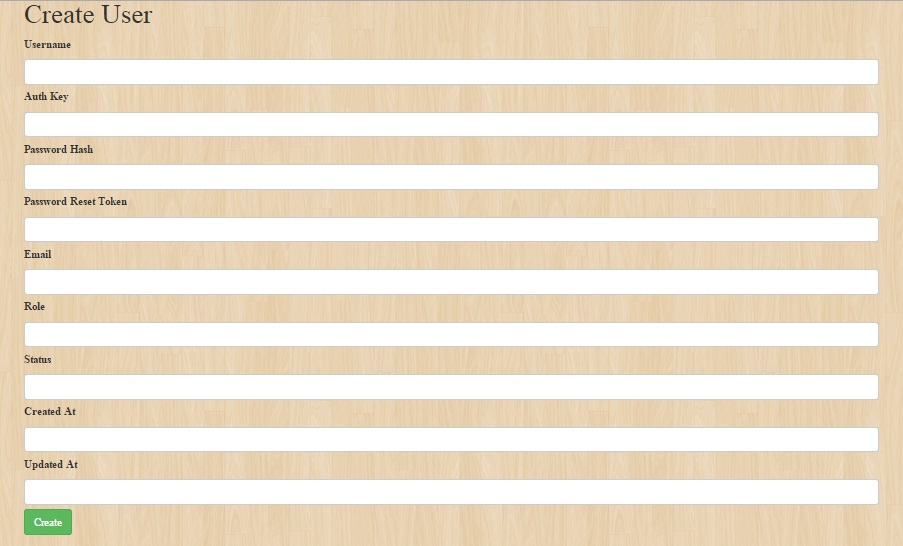 Create User
Username
Auth Key
Password Hash
Password Reset Token
Email
Role
Status
Created At
Updated At
Create